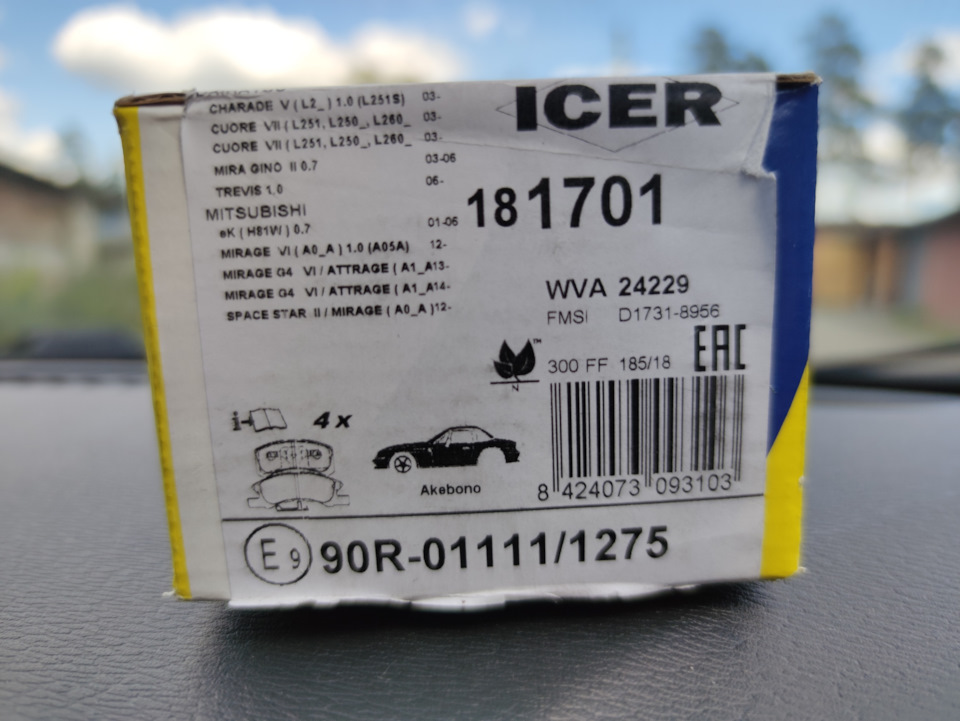 ICER
CHARADE V ( L2_ ) 1.0 (L251S) 03-
CUORE VII ( L251, L250_, L260_ 03-
CUORE VII ( L251, L250_, L260_ 03-
MIRA GINO II 0.7 03-06
TREVIS 1.0 06-
MITSUBISHI
eK ( H81W ) 0.7 01-06
MIRAGE VI ( A0_A ) 1.0 (A05A) 12-
MIRAGE G4 VI / ATTRAGE ( A1_A13-
MIRAGE G4 VI / ATTRAGE ( A1_A14-
SPACE STAR II / MIRAGE ( A0_A )12-
181701
WVA 24229
FMSI D1731-8956
EAC
TM
N
300 FF 185/18
i
4 x
Akebono
8 424073 093103
E 9 90R-01111/1275